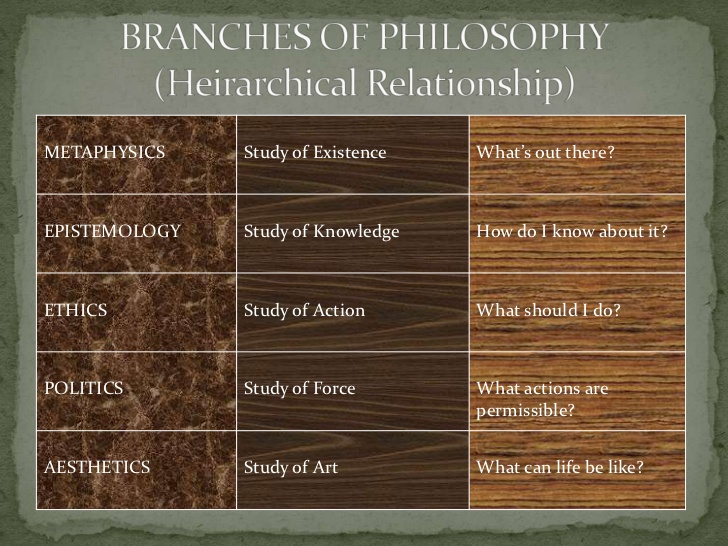 BRANCHES OF PHILOSOPHY
(Heirarchical Relationship)
METAPHYSICS Study of Existence What's out there?
EPISTEMOLOGY Study of Knowledge How do I know about it?
ETHICS Study of Action What should I do?
POLITICS Study of Force What actions are
permissible?
AESTHETICS Study of Art What can life be like?